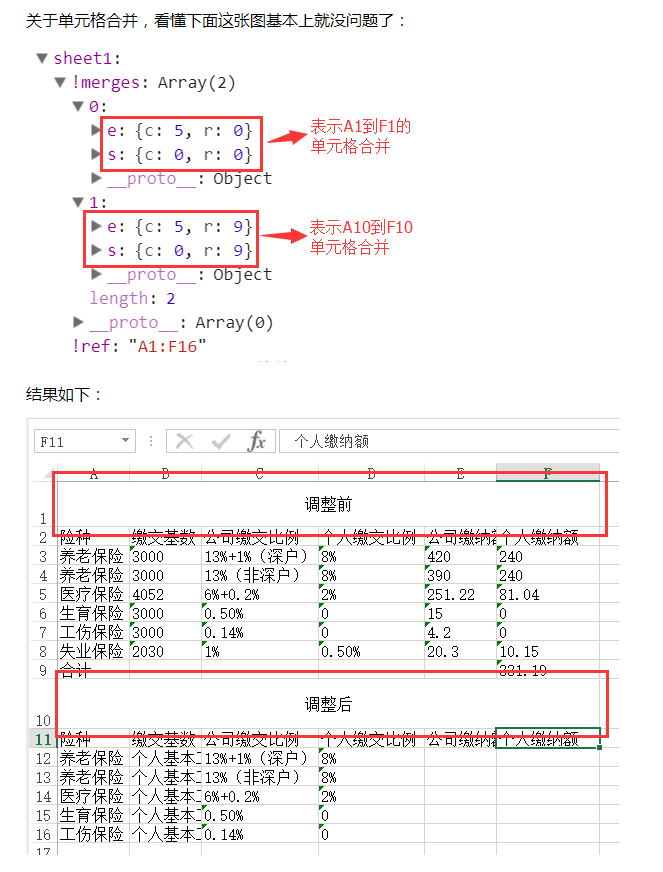 关于单元格合并，看懂下面这张图基本上就没问题了：
▼ sheet1:
▼ !merges: Array(2)
▼ 0:
▶ e: {c: 5, r: 0}
▶ s: {c: 0, r: 0}
▶ __proto__: Object
表示A1到F1的
单元格合并
▼ 1:
▶ e: {c: 5, r: 9}
▶ s: {c: 0, r: 9}
▶ __proto__: Object
表示A10到F10
单元格合并
length: 2
▶ __proto__: Array(0)
!ref: "A1:F16"
结果如下：
F11 fx 个人缴纳额
A B C D E F
1 调整前
2 险种 缴交基数 公司缴交比例 个人缴交比例 公司缴纳 个人缴纳额
3 养老保险 3000 13%+1%（深户） 8% 420 240
4 养老保险 3000 13%（非深户） 8% 390 240
5 医疗保险 4052 6%+0.2% 2% 251.22 81.04
6 生育保险 3000 0.50% 0 15 0
7 工伤保险 3000 0.14% 0 4.2 0
8 失业保险 2030 1% 0.50% 20.3 10.15
9 合计 331.19
10 调整后
11 险种 缴交基数 公司缴交比例 个人缴交比例 公司缴纳 个人缴纳额
12 养老保险 个人基本 13%+1%（深户） 8%
13 养老保险 个人基本 13%（非深户） 8%
14 医疗保险 个人基本 6%+0.2% 2%
15 生育保险 个人基本 0.50% 0
16 工伤保险 个人基本 0.14% 0
17